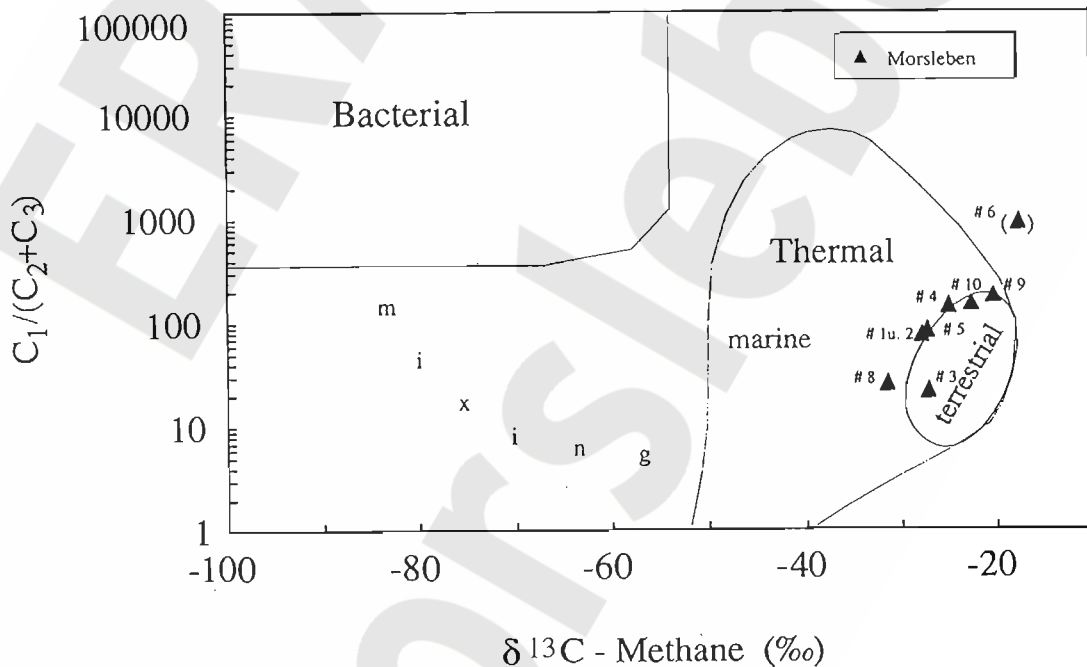 100000
10000
1000
100
10
1
C1/(C2+C3)
▲ Morsleben
Bacterial
Thermal
marine
terrestrial
m
i
x
i
n
g
# 6 (▲)
# 10
# 9
# 4
# 1u. 2
# 5
# 8
# 3
-100
-80
-60
-40
-20
δ 13C - Methane (‰)